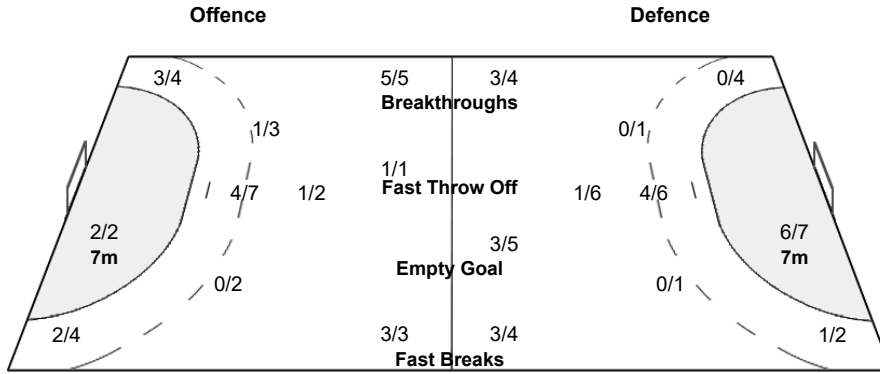 Offence Defence
3/4 5/5 3/4 0/4
Breakthroughs
1/3 0/1
1/1
Fast Throw Off
4/7 1/2 1/6 4/6
2/2 3/5 6/7
7m 7m
Empty Goal
0/2 0/1
2/4 3/3 3/4 1/2
Fast Breaks